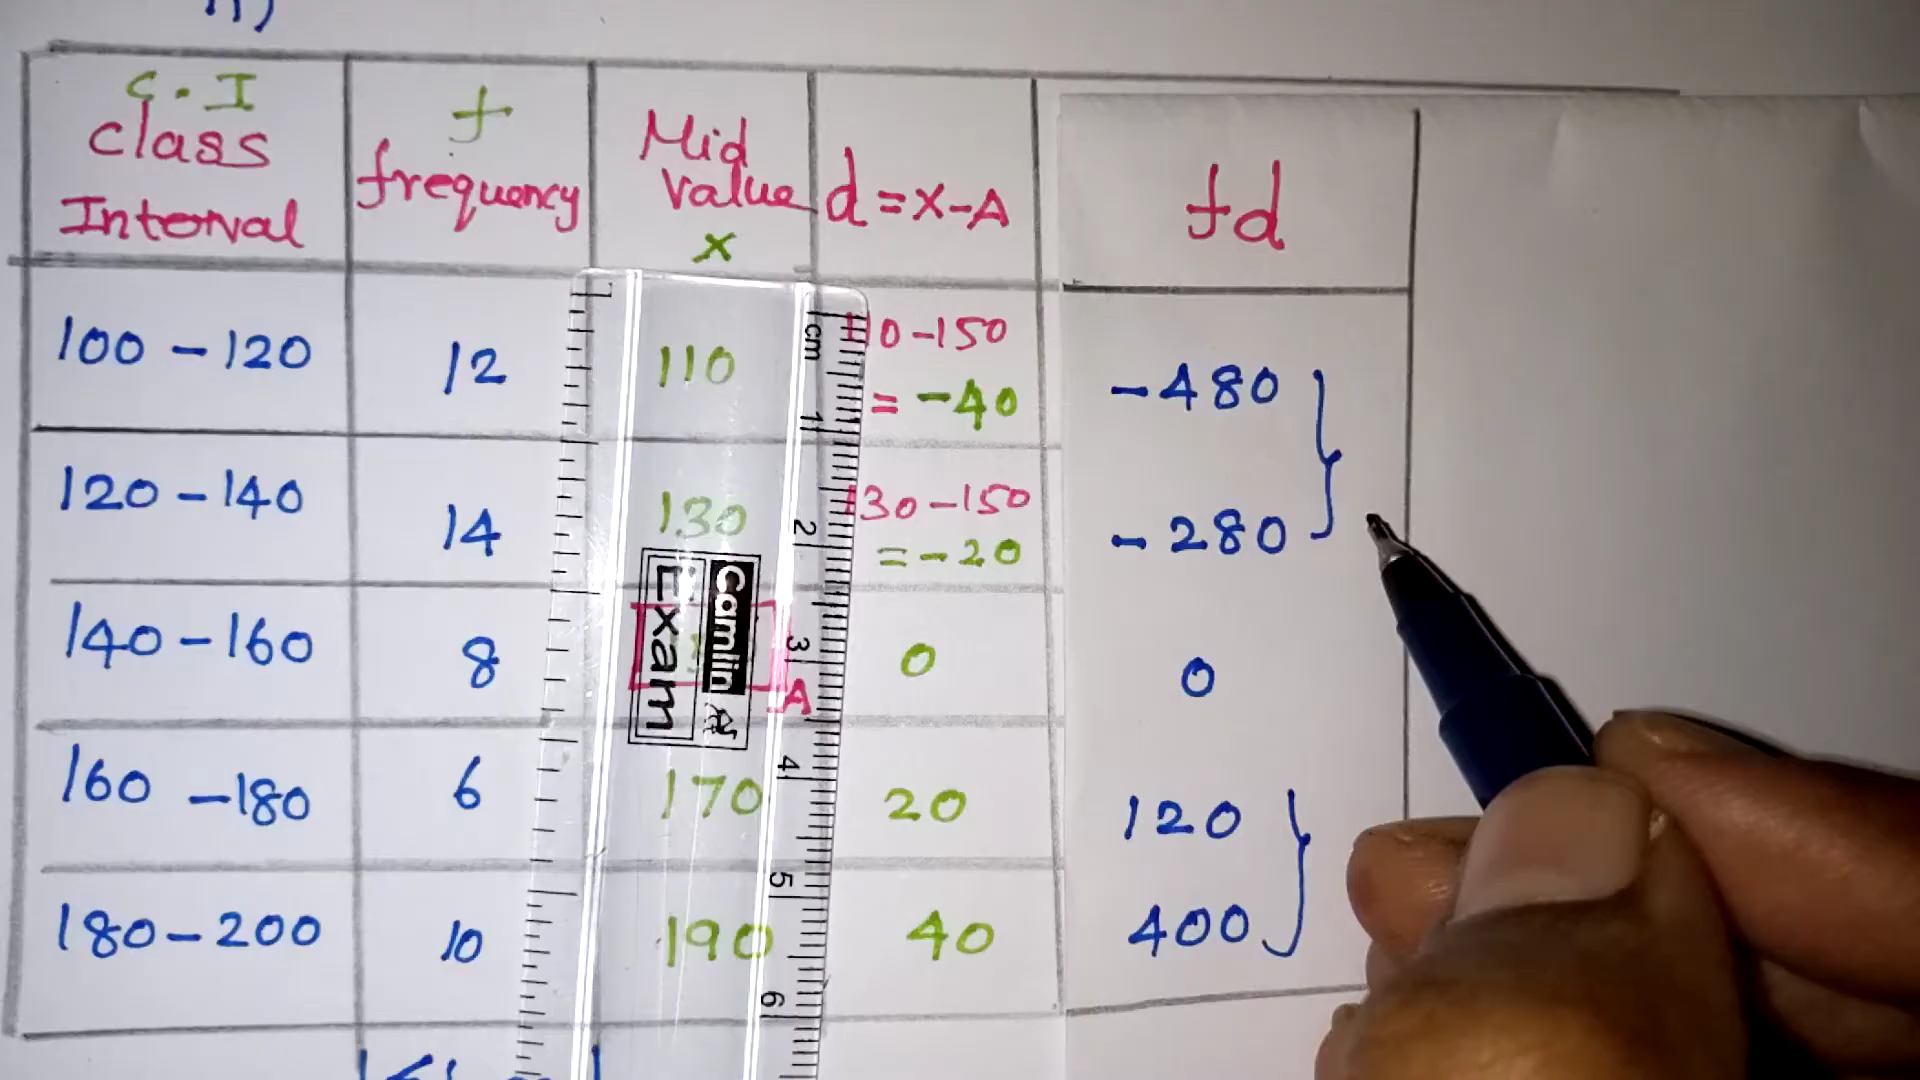 C.I
Class
Interval
f
frequency
Mid
Value
x
d = x-A
fd
100 - 120
12
110
110-150
= -40
-480
120 - 140
14
130
130-150
= -20
-280
140 - 160
8
A
0
0
160 - 180
6
170
20
120
180 - 200
10
190
40
400
cm
1
2
3
4
5
6
Camlin
Exam